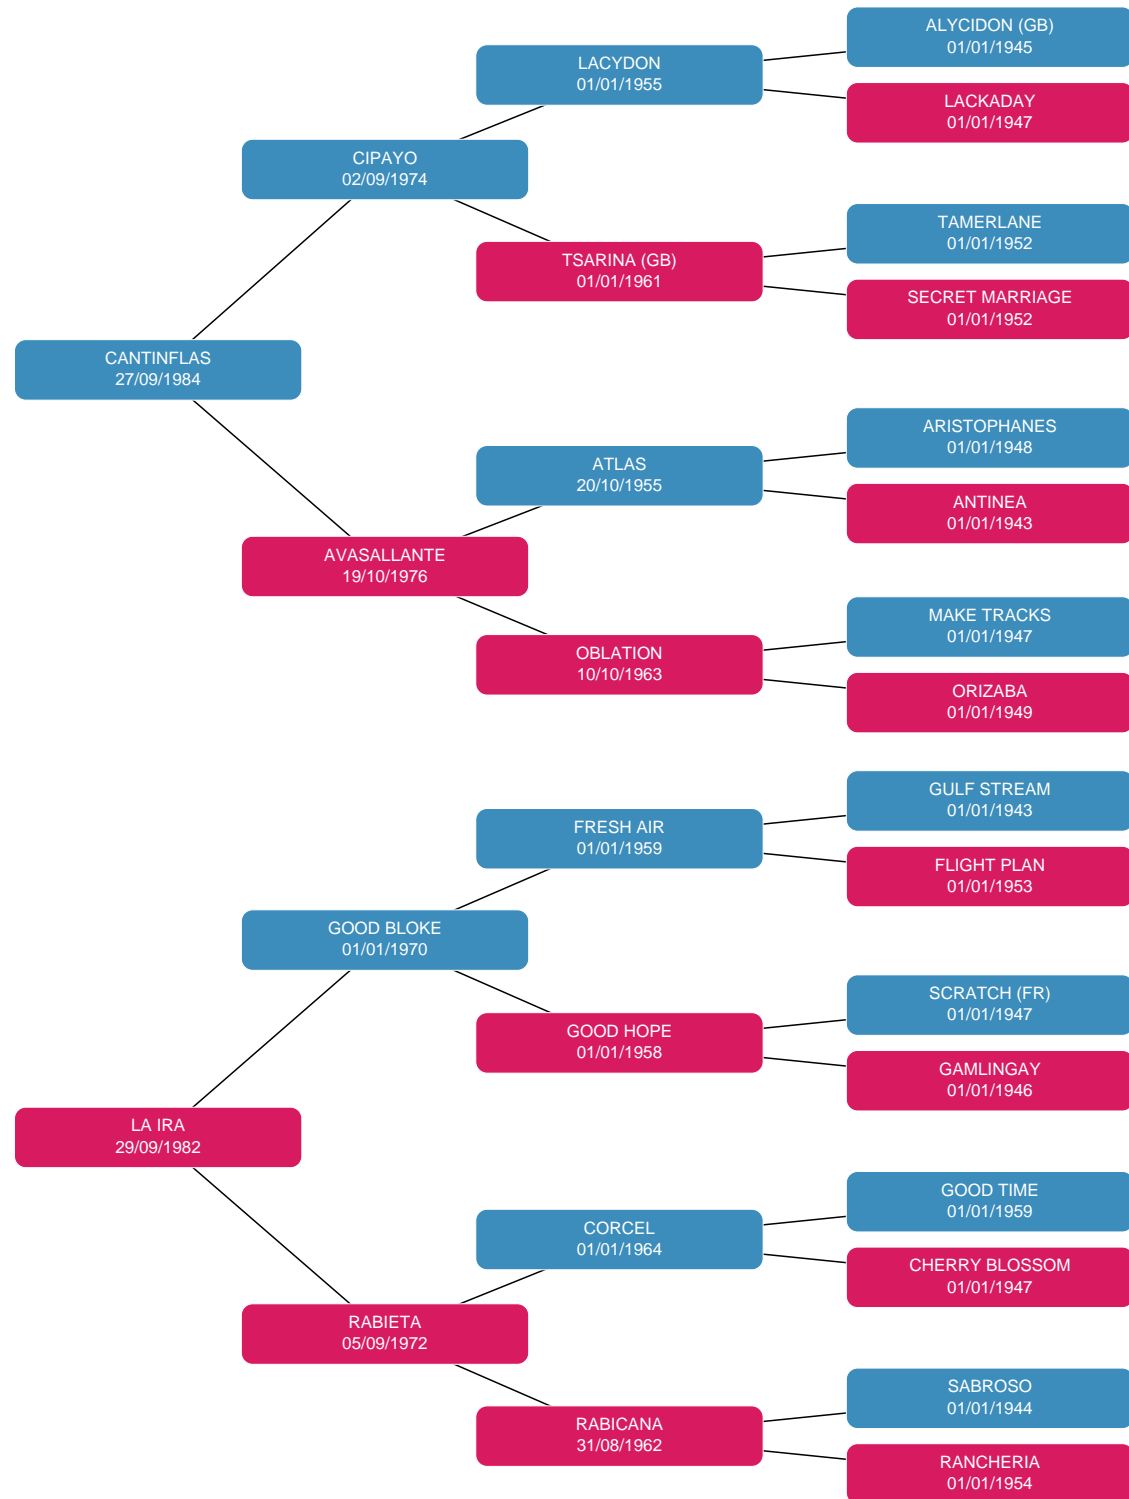 ALYCIDON (GB)
01/01/1945
LACYDON
01/01/1955
LACKADAY
01/01/1947
CIPAYO
02/09/1974
TAMERLANE
01/01/1952
TSARINA (GB)
01/01/1961
SECRET MARRIAGE
01/01/1952
CANTINFLAS
27/09/1984
ARISTOPHANES
01/01/1948
ATLAS
20/10/1955
ANTINEA
01/01/1943
AVASALLANTE
19/10/1976
MAKE TRACKS
01/01/1947
OBLATION
10/10/1963
ORIZABA
01/01/1949
GULF STREAM
01/01/1943
FRESH AIR
01/01/1959
FLIGHT PLAN
01/01/1953
GOOD BLOKE
01/01/1970
SCRATCH (FR)
01/01/1947
GOOD HOPE
01/01/1958
GAMLINGAY
01/01/1946
LA IRA
29/09/1982
GOOD TIME
01/01/1959
CORCEL
01/01/1964
CHERRY BLOSSOM
01/01/1947
RABIETA
05/09/1972
SABROSO
01/01/1944
RABICANA
31/08/1962
RANCHERIA
01/01/1954